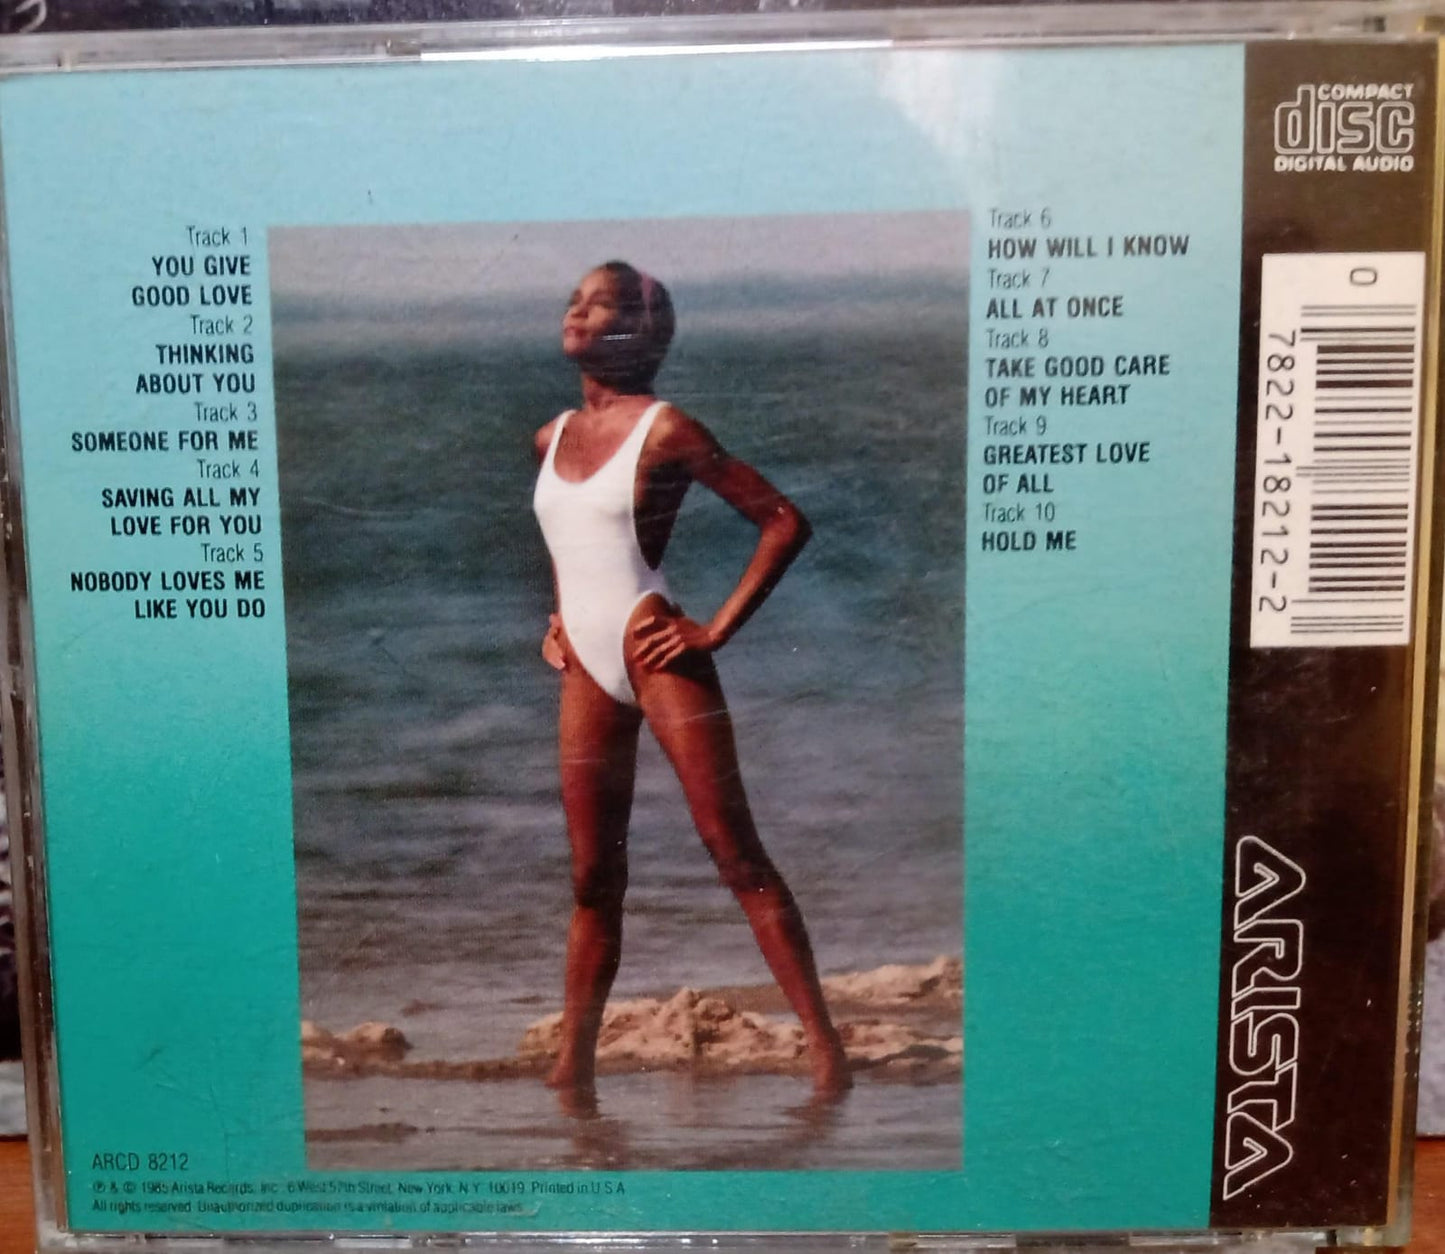 Track 1
YOU GIVE
GOOD LOVE
Track 2
THINKING
ABOUT YOU
Track 3
SOMEONE FOR ME
Track 4
SAVING ALL MY
LOVE FOR YOU
Track 5
NOBODY LOVES ME
LIKE YOU DO
Track 6
HOW WILL I KNOW
Track 7
ALL AT ONCE
Track 8
TAKE GOOD CARE
OF MY HEART
Track 9
GREATEST LOVE
OF ALL
Track 10
HOLD ME
COMPACT
disc
DIGITAL AUDIO
0
7822-18212-2
ARISTA
ARCD 8212
℗ & © 1985 Arista Records, Inc. 6 West 57th Street, New York, N.Y. 10019 Printed in U.S.A
All rights reserved. Unauthorized duplication is a violation of applicable laws.